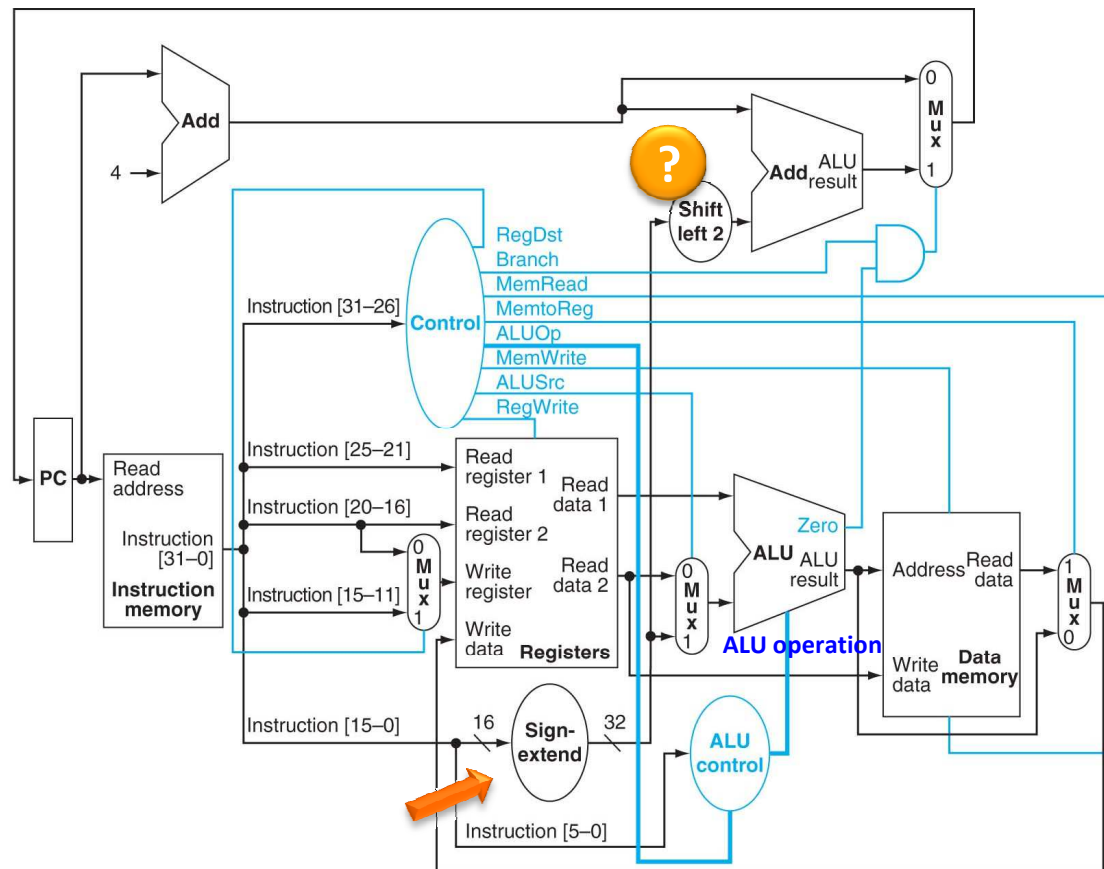 Add
4
0
M
u
x
1
?
Add ALU
result
Shift
left 2
RegDst
Branch
MemRead
MemtoReg
ALUOp
MemWrite
ALUSrc
RegWrite
Instruction [31–26]
Control
PC
Read
address
Instruction
[31–0]
Instruction
memory
Instruction [25–21]
Instruction [20–16]
Instruction [15–11]
0
M
u
x
1
Read
register 1
Read
register 2
Write
register
Write
data
Read
data 1
Read
data 2
Registers
0
M
u
x
1
Zero
ALU
ALU
result
ALU operation
Address
Read
data
Write
data
Data
memory
1
M
u
x
0
Instruction [15–0]
16
Sign-
extend
32
ALU
control
Instruction [5–0]